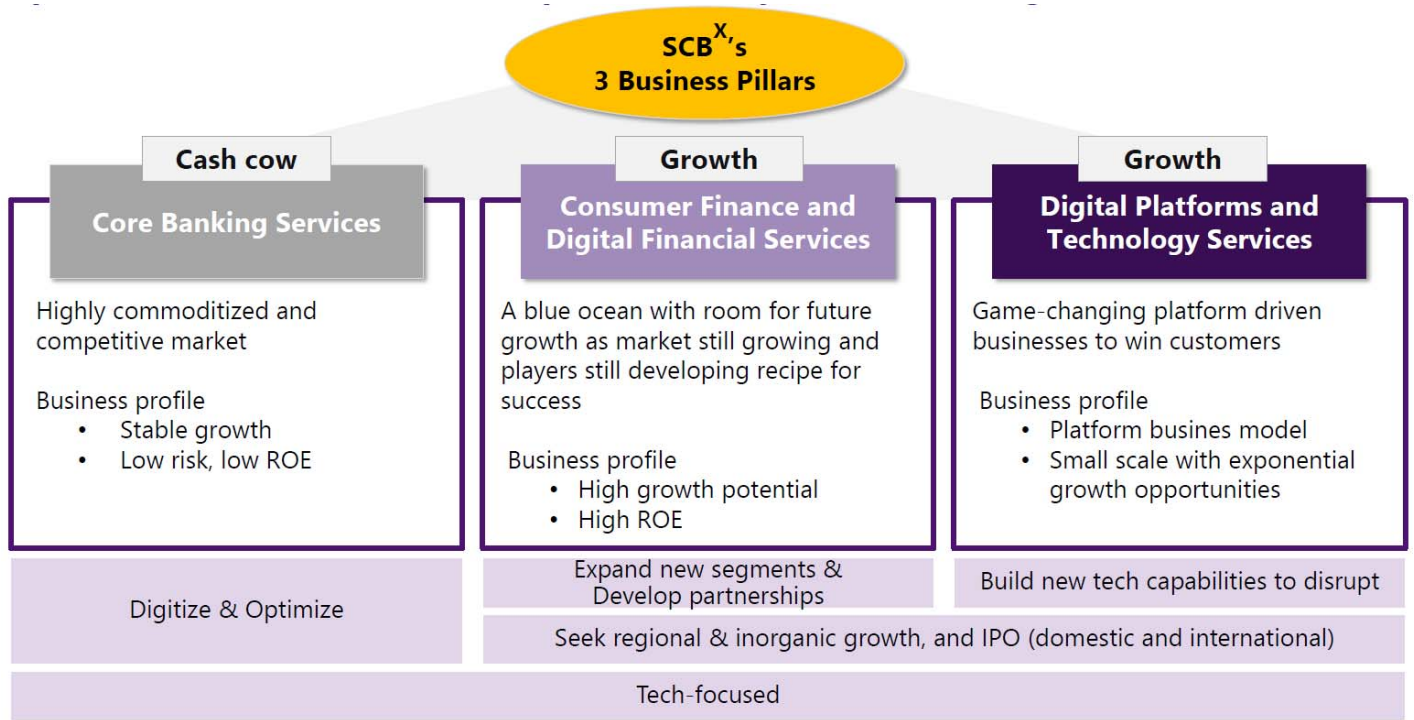 SCBX's
3 Business Pillars
Cash cow
Core Banking Services
Highly commoditized and
competitive market
Business profile
• Stable growth
• Low risk, low ROE
Growth
Consumer Finance and
Digital Financial Services
A blue ocean with room for future
growth as market still growing and
players still developing recipe for
success
Business profile
• High growth potential
• High ROE
Growth
Digital Platforms and
Technology Services
Game-changing platform driven
businesses to win customers
Business profile
• Platform busines model
• Small scale with exponential
growth opportunities
Digitize & Optimize
Expand new segments &
Develop partnerships
Build new tech capabilities to disrupt
Seek regional & inorganic growth, and IPO (domestic and international)
Tech-focused